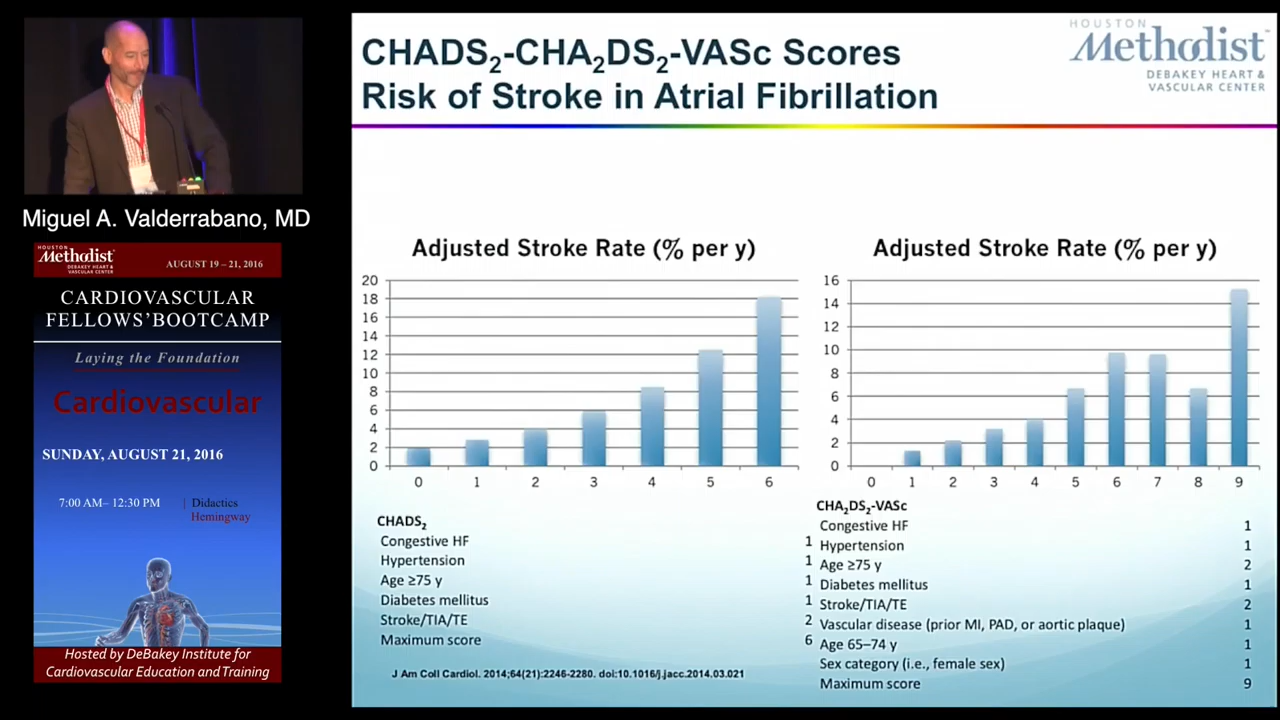 Miguel A. Valderrabano, MD
HOUSTON
Methodist
DEBAKEY HEART &
VASCULAR CENTER
AUGUST 19 – 21, 2016
CARDIOVASCULAR
FELLOWS'BOOTCAMP
Laying the Foundation
Cardiovascular
SUNDAY, AUGUST 21, 2016
7:00 AM– 12:30 PM | Didactics
Hemingway
Hosted by DeBakey Institute for
Cardiovascular Education and Training
CHADS₂-CHA₂DS₂-VASc Scores
Risk of Stroke in Atrial Fibrillation
HOUSTON
Methodist
DEBAKEY HEART &
VASCULAR CENTER
Adjusted Stroke Rate (% per y)
20
18
16
14
12
10
8
6
4
2
0
0 1 2 3 4 5 6
CHADS₂
Congestive HF 1
Hypertension 1
Age ≥75 y 1
Diabetes mellitus 1
Stroke/TIA/TE 2
Maximum score 6
J Am Coll Cardiol. 2014;64(21):2246-2280. doi:10.1016/j.jacc.2014.03.021
Adjusted Stroke Rate (% per y)
16
14
12
10
8
6
4
2
0
0 1 2 3 4 5 6 7 8 9
CHA₂DS₂-VASc
Congestive HF 1
Hypertension 1
Age ≥75 y 2
Diabetes mellitus 1
Stroke/TIA/TE 2
Vascular disease (prior MI, PAD, or aortic plaque) 1
Age 65–74 y 1
Sex category (i.e., female sex) 1
Maximum score 9